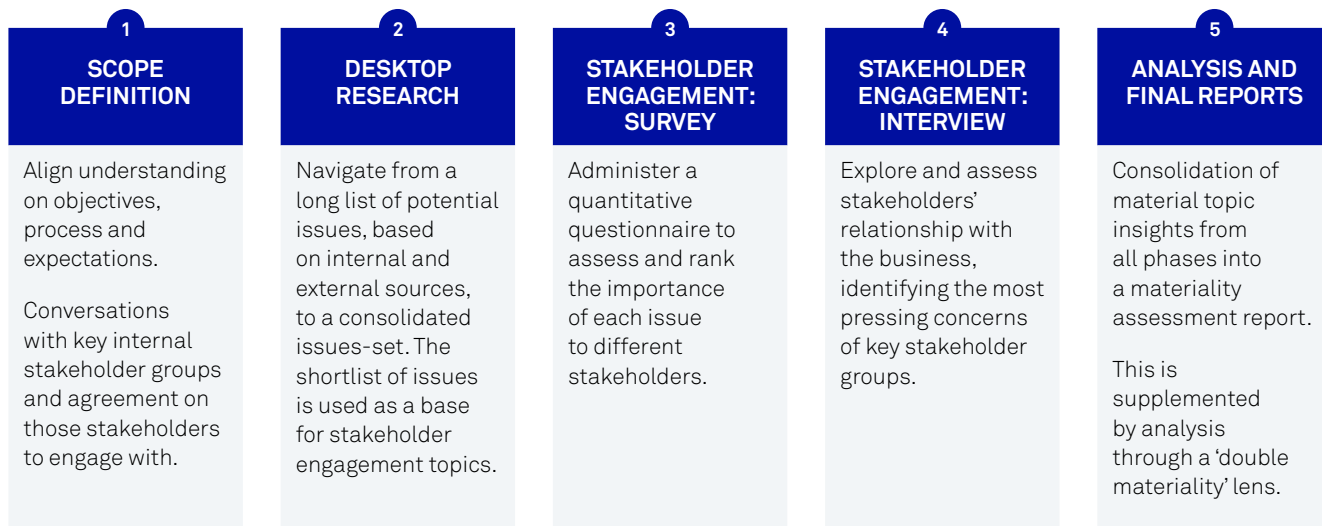 1
SCOPE
DEFINITION
Align understanding
on objectives,
process and
expectations.
Conversations
with key internal
stakeholder groups
and agreement on
those stakeholders
to engage with.
2
DESKTOP
RESEARCH
Navigate from a
long list of potential
issues, based
on internal and
external sources,
to a consolidated
issues-set. The
shortlist of issues
is used as a base
for stakeholder
engagement topics.
3
STAKEHOLDER
ENGAGEMENT:
SURVEY
Administer a
quantitative
questionnaire to
assess and rank
the importance
of each issue
to different
stakeholders.
4
STAKEHOLDER
ENGAGEMENT:
INTERVIEW
Explore and assess
stakeholders’
relationship with
the business,
identifying the most
pressing concerns
of key stakeholder
groups.
5
ANALYSIS AND
FINAL REPORTS
Consolidation of
material topic
insights from
all phases into
a materiality
assessment report.
This is
supplemented
by analysis
through a ‘double
materiality’ lens.